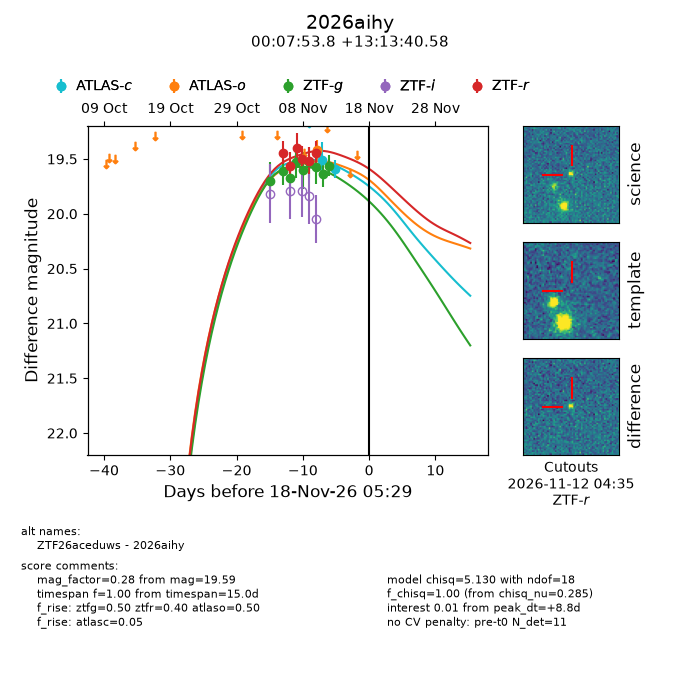 2026aihy
00:07:53.8 +13:13:40.58
ATLAS-c ATLAS-o ZTF-g ZTF-i ZTF-r
09 Oct 19 Oct 29 Oct 08 Nov 18 Nov 28 Nov
19.5
20.0
20.5
21.0
21.5
22.0
Difference magnitude
−40 −30 −20 −10 0 10
Days before 18-Nov-26 05:29
science
template
difference
Cutouts
2026-11-12 04:35
ZTF-r
alt names:
ZTF26aceduws - 2026aihy
score comments:
mag_factor=0.28 from mag=19.59
timespan f=1.00 from timespan=15.0d
f_rise: ztfg=0.50 ztfr=0.40 atlaso=0.50
f_rise: atlasc=0.05
model chisq=5.130 with ndof=18
f_chisq=1.00 (from chisq_nu=0.285)
interest 0.01 from peak_dt=+8.8d
no CV penalty: pre-t0 N_det=11